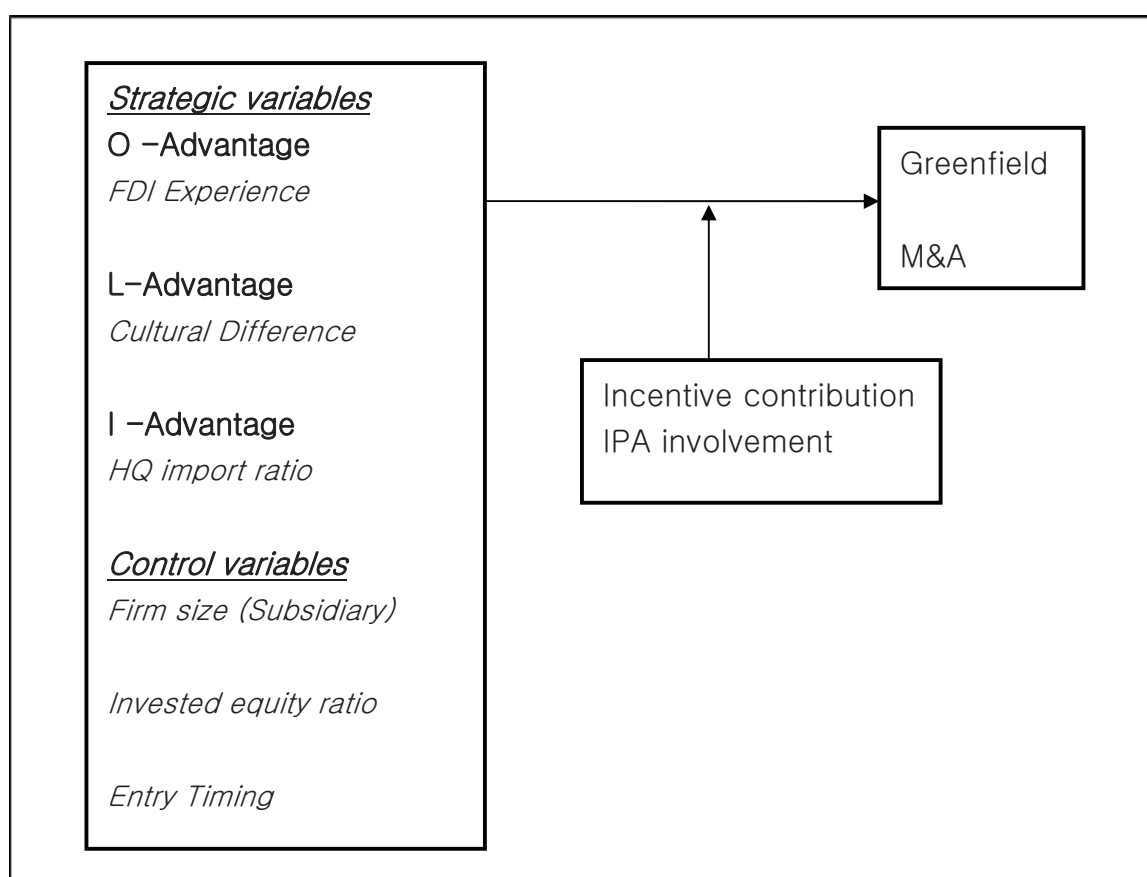 Strategic variables
O -Advantage
FDI Experience
L-Advantage
Cultural Difference
I -Advantage
HQ import ratio
Control variables
Firm size (Subsidiary)
Invested equity ratio
Entry Timing
Greenfield
M&A
Incentive contribution
IPA involvement